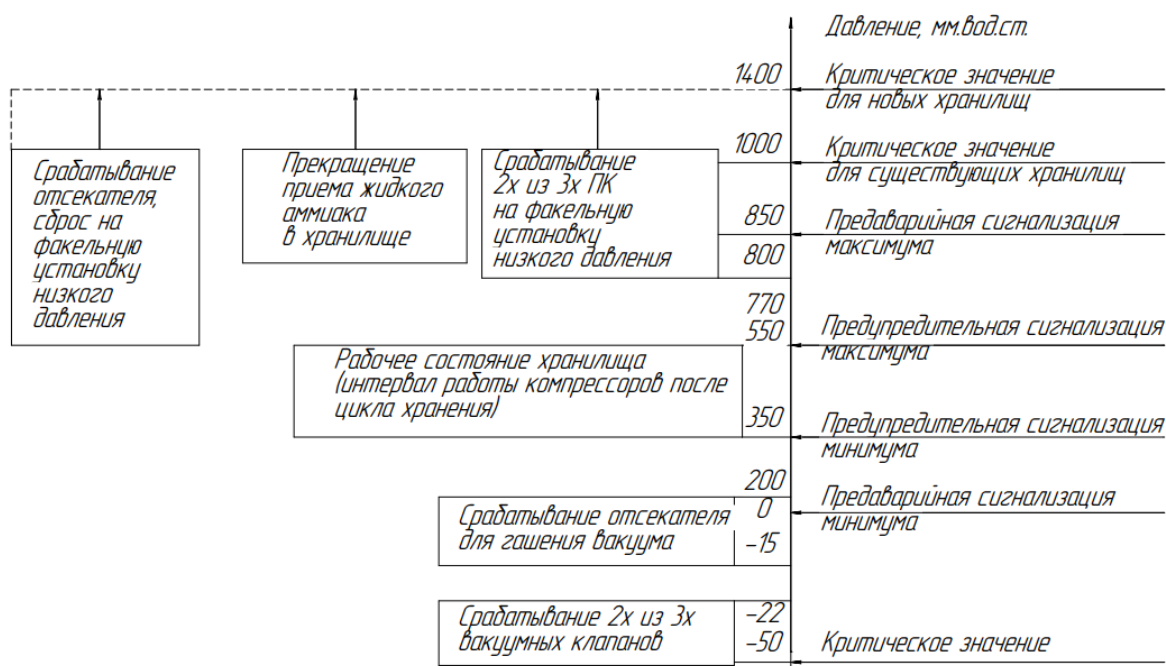 Давление, мм.вод.ст.
1400
Критическое значение
для новых хранилищ
Срабатывание
отсекателя,
сброс на
факельную
установку
низкого
давления
Прекращение
приема жидкого
аммиака
в хранилище
Срабатывание
2х из 3х ПК
на факельную
установку
низкого давления
1000
Критическое значение
для существующих хранилищ
850
Предаварийная сигнализация
максимума
800
770
550
Предупредительная сигнализация
максимума
Рабочее состояние хранилища
(интервал работы компрессоров после
цикла хранения)
350
Предупредительная сигнализация
минимума
200
Предаварийная сигнализация
минимума
Срабатывание отсекателя
для гашения вакуума
0
-15
Срабатывание 2х из 3х
вакуумных клапанов
-22
-50
Критическое значение